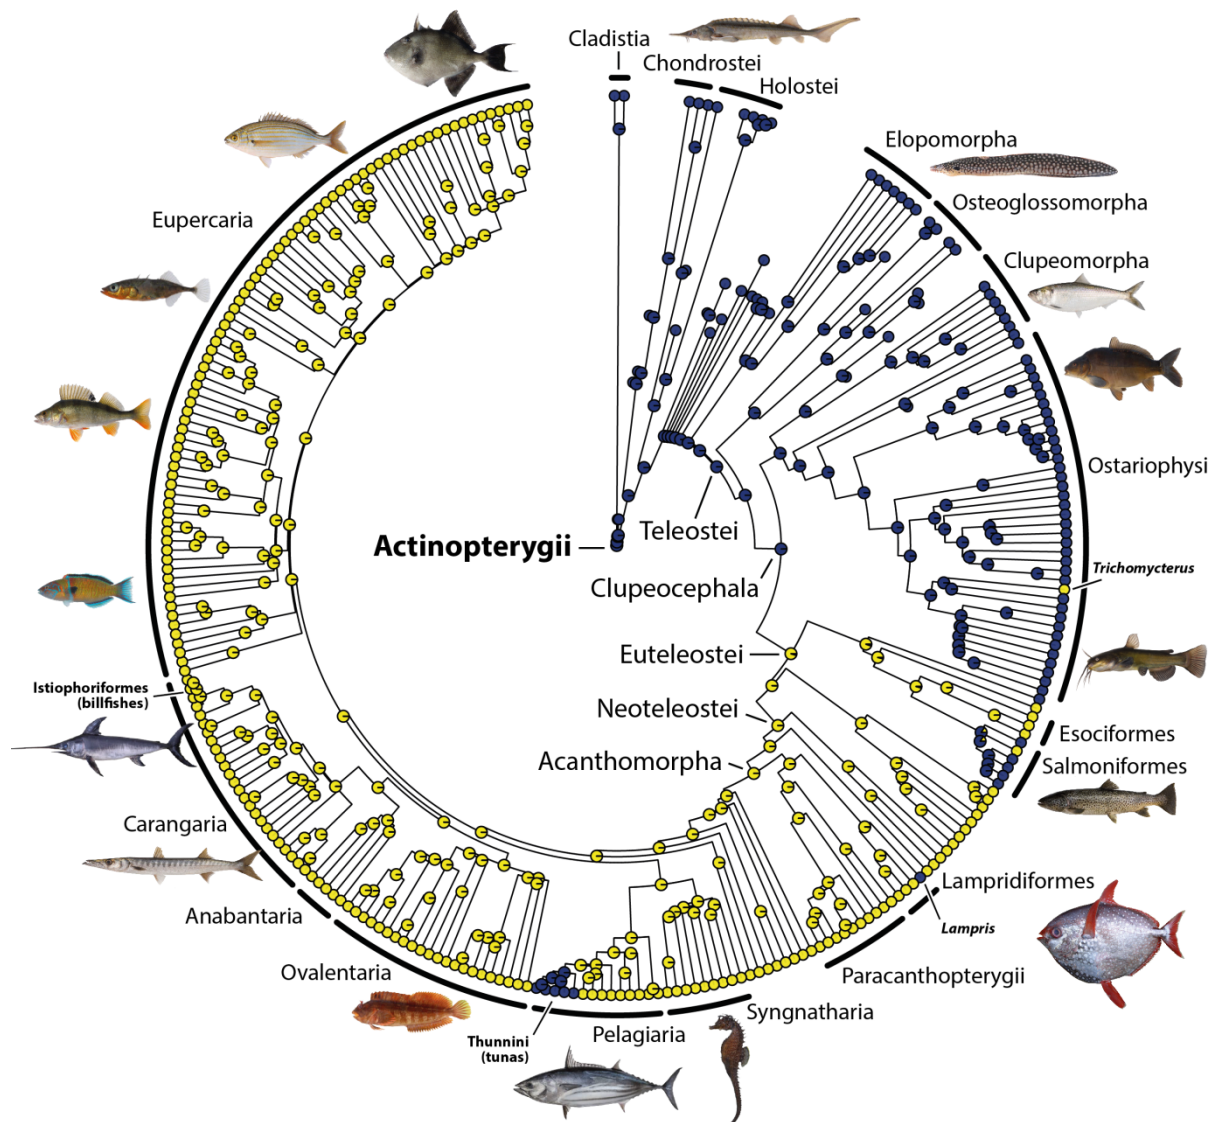 Cladistia
Chondrostei
Holostei
Elopomorpha
Osteoglossomorpha
Clupeomorpha
Eupercaria
Ostariophysi
Teleostei
Actinopterygii
Trichomycterus
Clupeocephala
Euteleostei
Istiophoriformes
(billfishes)
Neoteleostei
Esociformes
Acanthomorpha
Salmoniformes
Carangaria
Lampridiformes
Anabantaria
Lampris
Ovalentaria
Paracanthopterygii
Syngnatharia
Pelagiaria
Thunnini
(tunas)